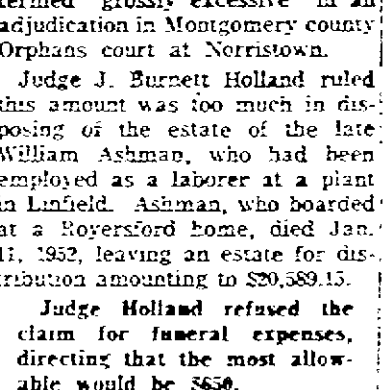 termed "grossly excessive" in an
adjudication in Montgomery county
Orphans court at Norristown.
Judge J. Burnett Holland ruled
this amount was too much in dis-
posing of the estate of the late
William Ashman, who had been
employed as a laborer at a plant
in Linfield. Ashman, who boarded
at a Royersford home, died Jan.
11, 1952, leaving an estate for dis-
tribution amounting to $20,589.15.
Judge Holland refused the
claim for funeral expenses,
directing that the most allow-
able would be $650.